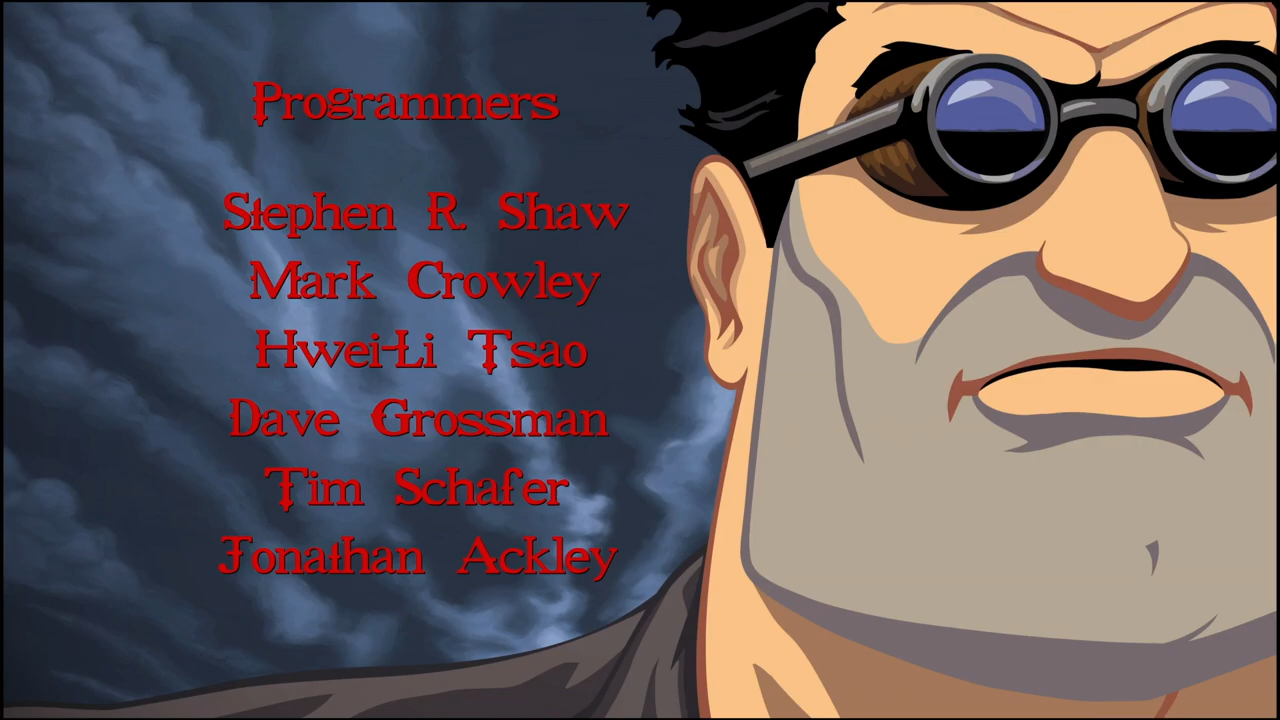 Programmers
Stephen R. Shaw
Mark Crowley
Hwei-Li Tsao
Dave Grossman
Tim Schafer
Jonathan Ackley